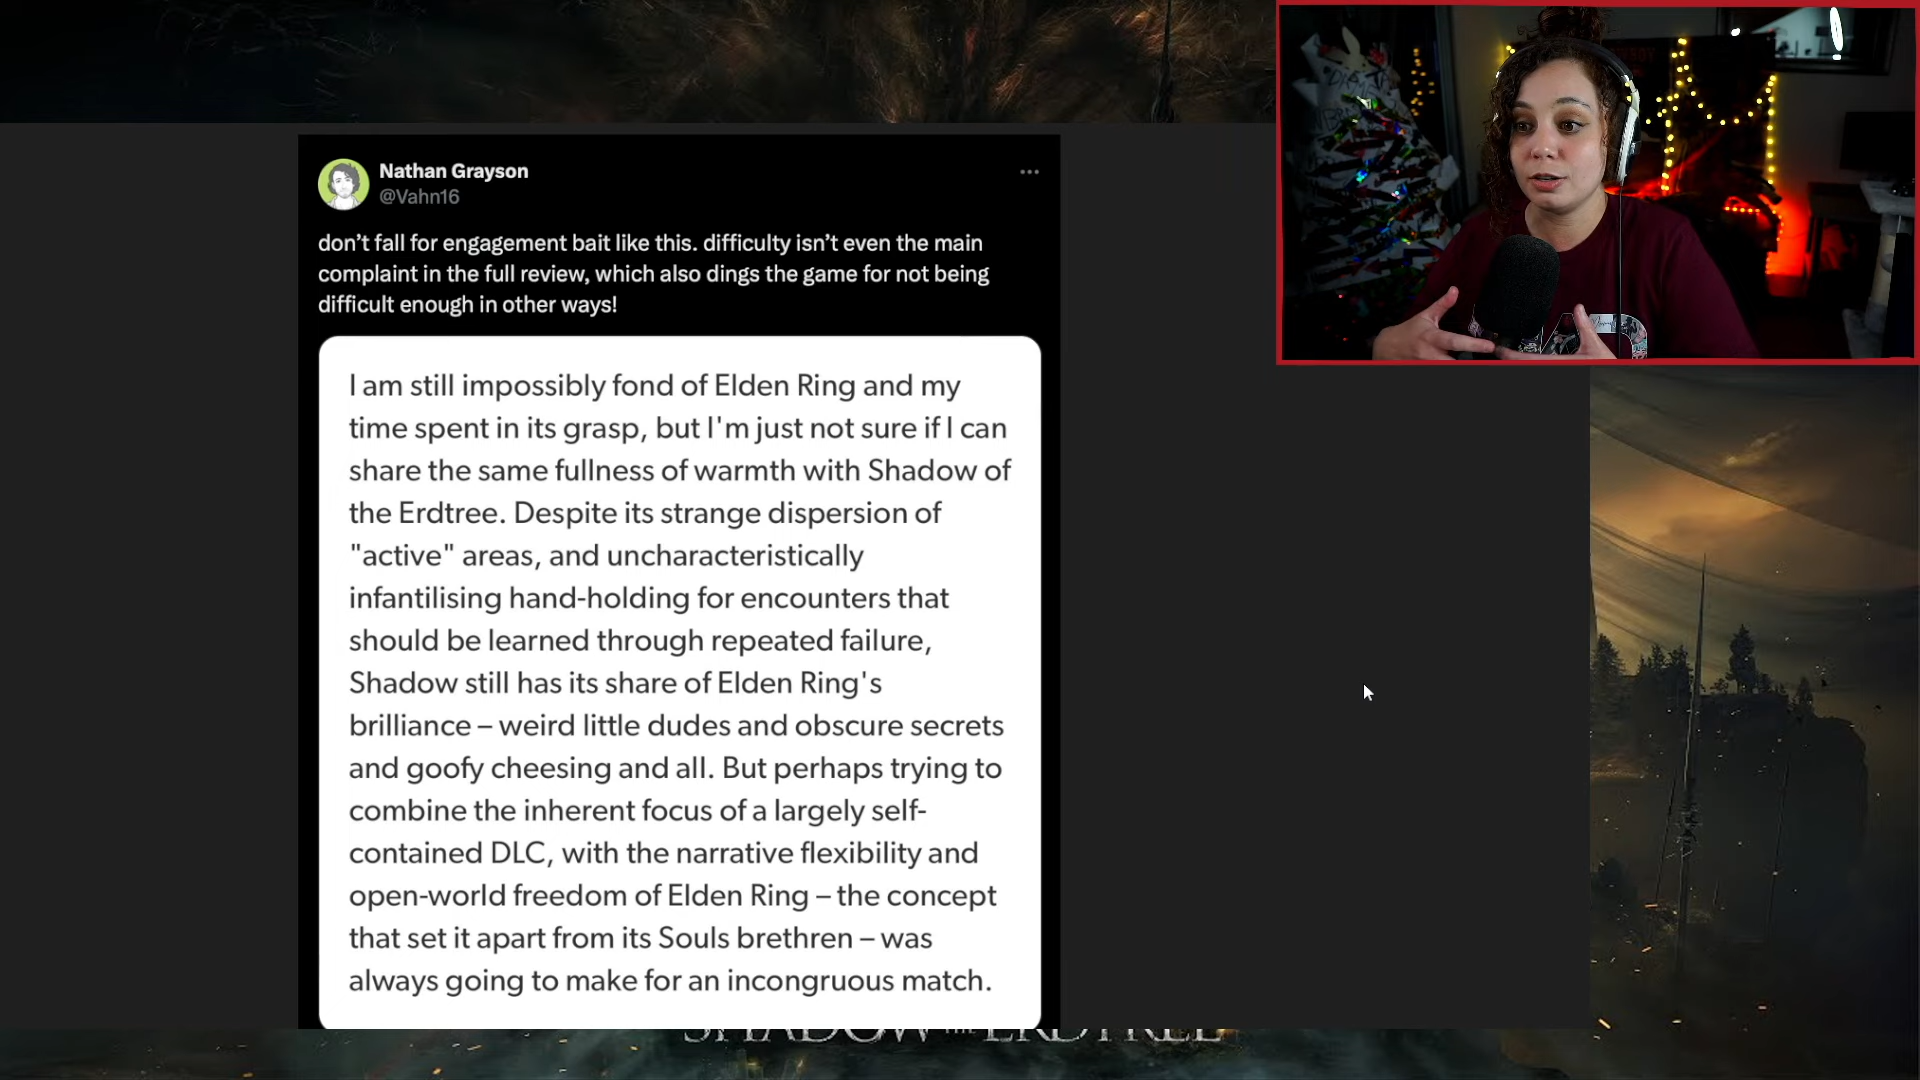 Nathan Grayson
@Vahn16
don’t fall for engagement bait like this. difficulty isn’t even the main
complaint in the full review, which also dings the game for not being
difficult enough in other ways!
I am still impossibly fond of Elden Ring and my
time spent in its grasp, but I'm just not sure if I can
share the same fullness of warmth with Shadow of
the Erdtree. Despite its strange dispersion of
"active" areas, and uncharacteristically
infantilising hand-holding for encounters that
should be learned through repeated failure,
Shadow still has its share of Elden Ring's
brilliance – weird little dudes and obscure secrets
and goofy cheesing and all. But perhaps trying to
combine the inherent focus of a largely self-
contained DLC, with the narrative flexibility and
open-world freedom of Elden Ring – the concept
that set it apart from its Souls brethren – was
always going to make for an incongruous match.
SHADOW OF THE ERDTREE